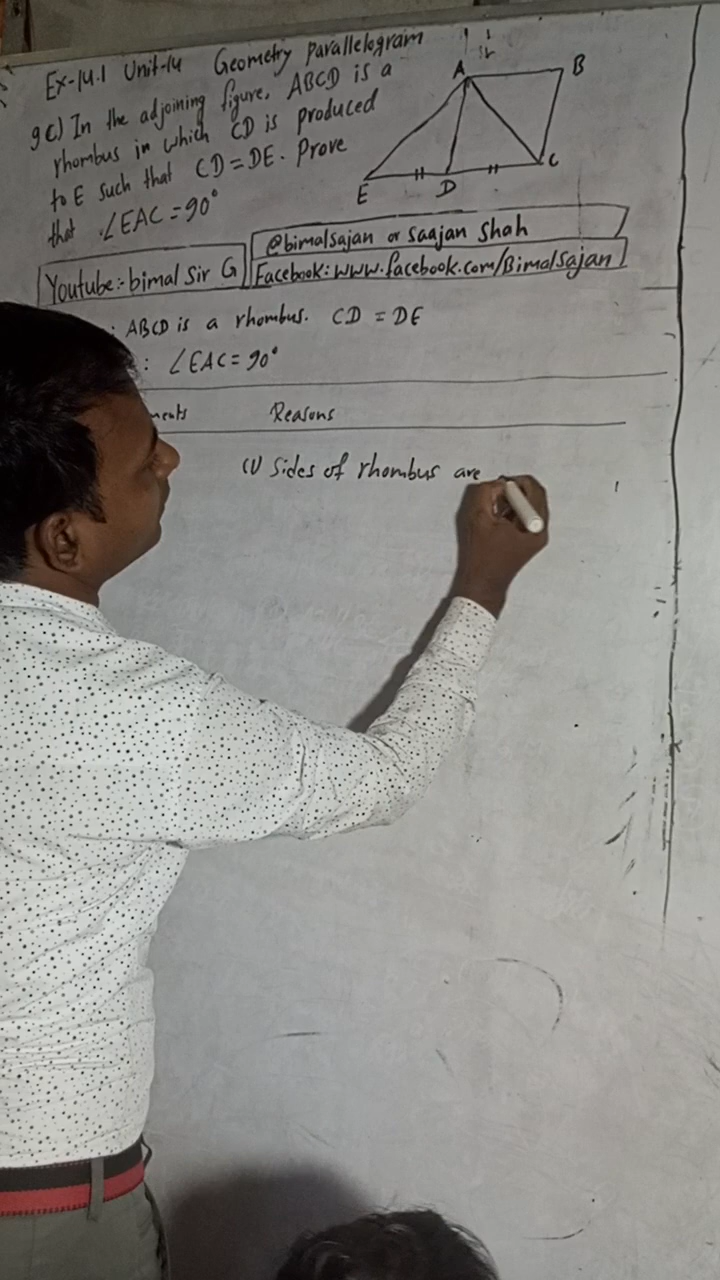 Ex-14.1 Unit-14 Geometry parallelogram
9c) In the adjoining figure, ABCD is a
rhombus in which CD is produced
to E such that CD=DE. Prove
that ∠EAC=90°
A B
E D C
@bimalsajan or saajan shah
Youtube:- bimal sir G
Facebook: www.facebook.com/Bimalsajan
: ABCD is a rhombus. CD = DE
: ∠EAC= 90°
ments Reasons
(1) Sides of rhombus are